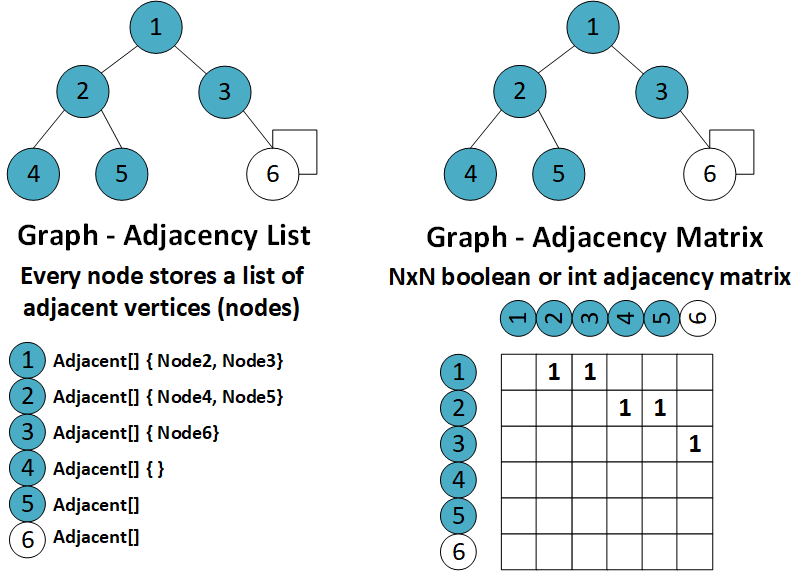 1
2
3
4
5
6
Graph - Adjacency List
Every node stores a list of
adjacent vertices (nodes)
1 Adjacent[] { Node2, Node3}
2 Adjacent[] { Node4, Node5}
3 Adjacent[] { Node6}
4 Adjacent[] { }
5 Adjacent[]
6 Adjacent[]
1
2
3
4
5
6
Graph - Adjacency Matrix
NxN boolean or int adjacency matrix
1 2 3 4 5 6
1 1 1
2 1 1
3 1
4
5
6